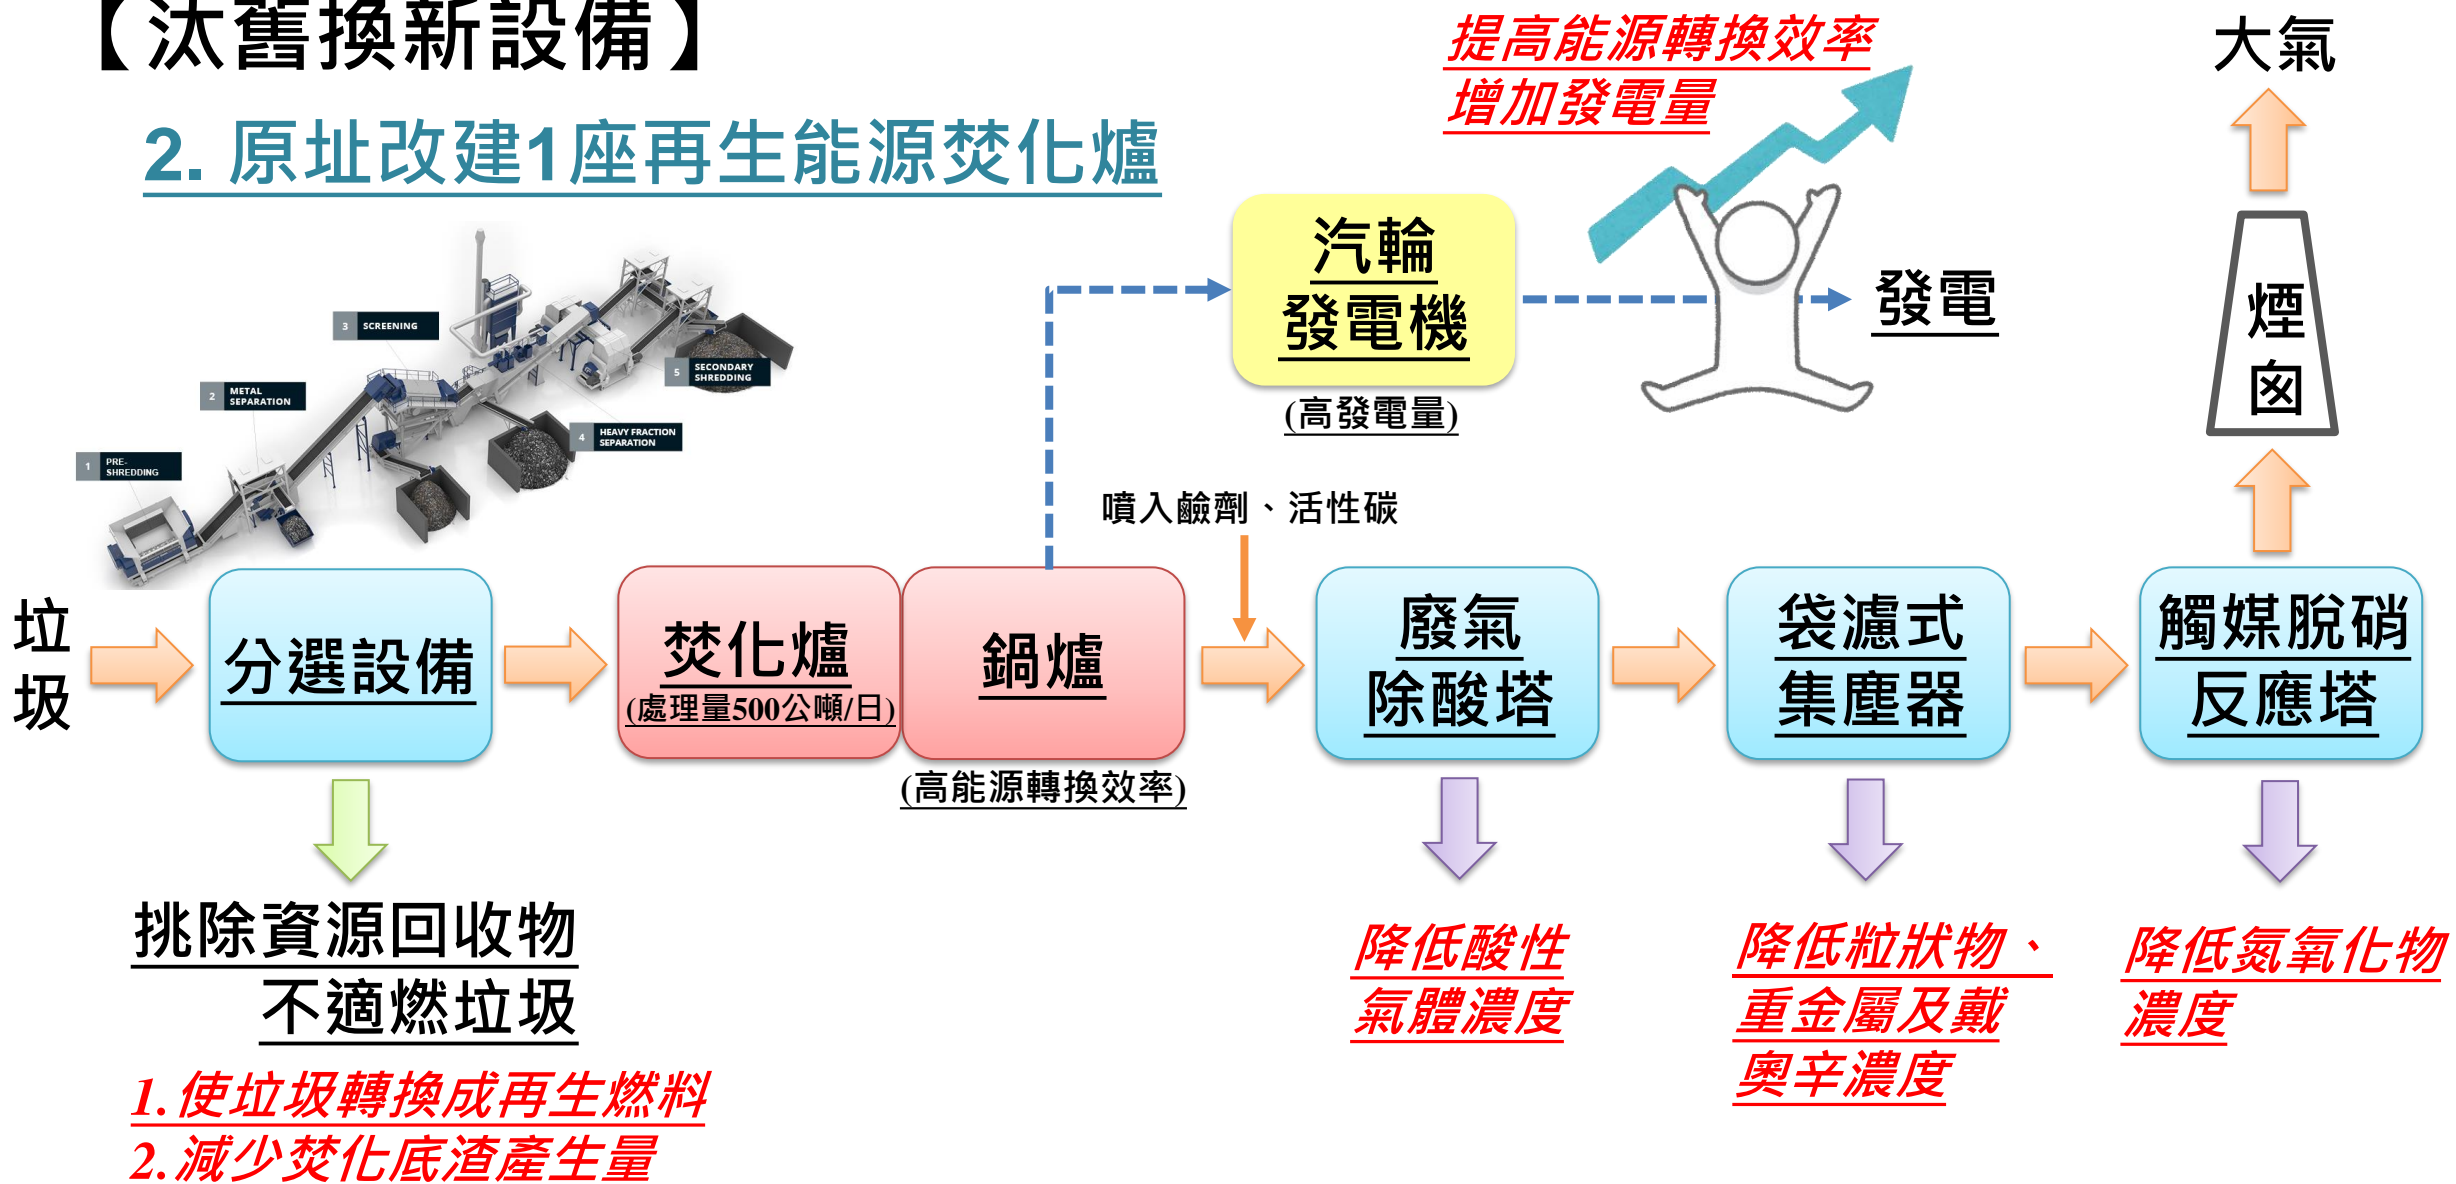 【汰舊換新設備】
2. 原址改建1座再生能源焚化爐
提高能源轉換效率
增加發電量
大氣
煙
囪
汽輪
發電機
(高發電量)
發電
3 SCREENING
2 METAL
SEPARATION
5 SECONDARY
SHREDDING
4 HEAVY FRACTION
SEPARATION
1 PRE-
SHREDDING
噴入鹼劑、活性碳
垃
圾
分選設備
焚化爐
(處理量500公噸/日)
鍋爐
(高能源轉換效率)
廢氣
除酸塔
袋濾式
集塵器
觸媒脫硝
反應塔
挑除資源回收物
不適燃垃圾
1.使垃圾轉換成再生燃料
2.減少焚化底渣產生量
降低酸性
氣體濃度
降低粒狀物、
重金屬及戴
奧辛濃度
降低氮氧化物
濃度